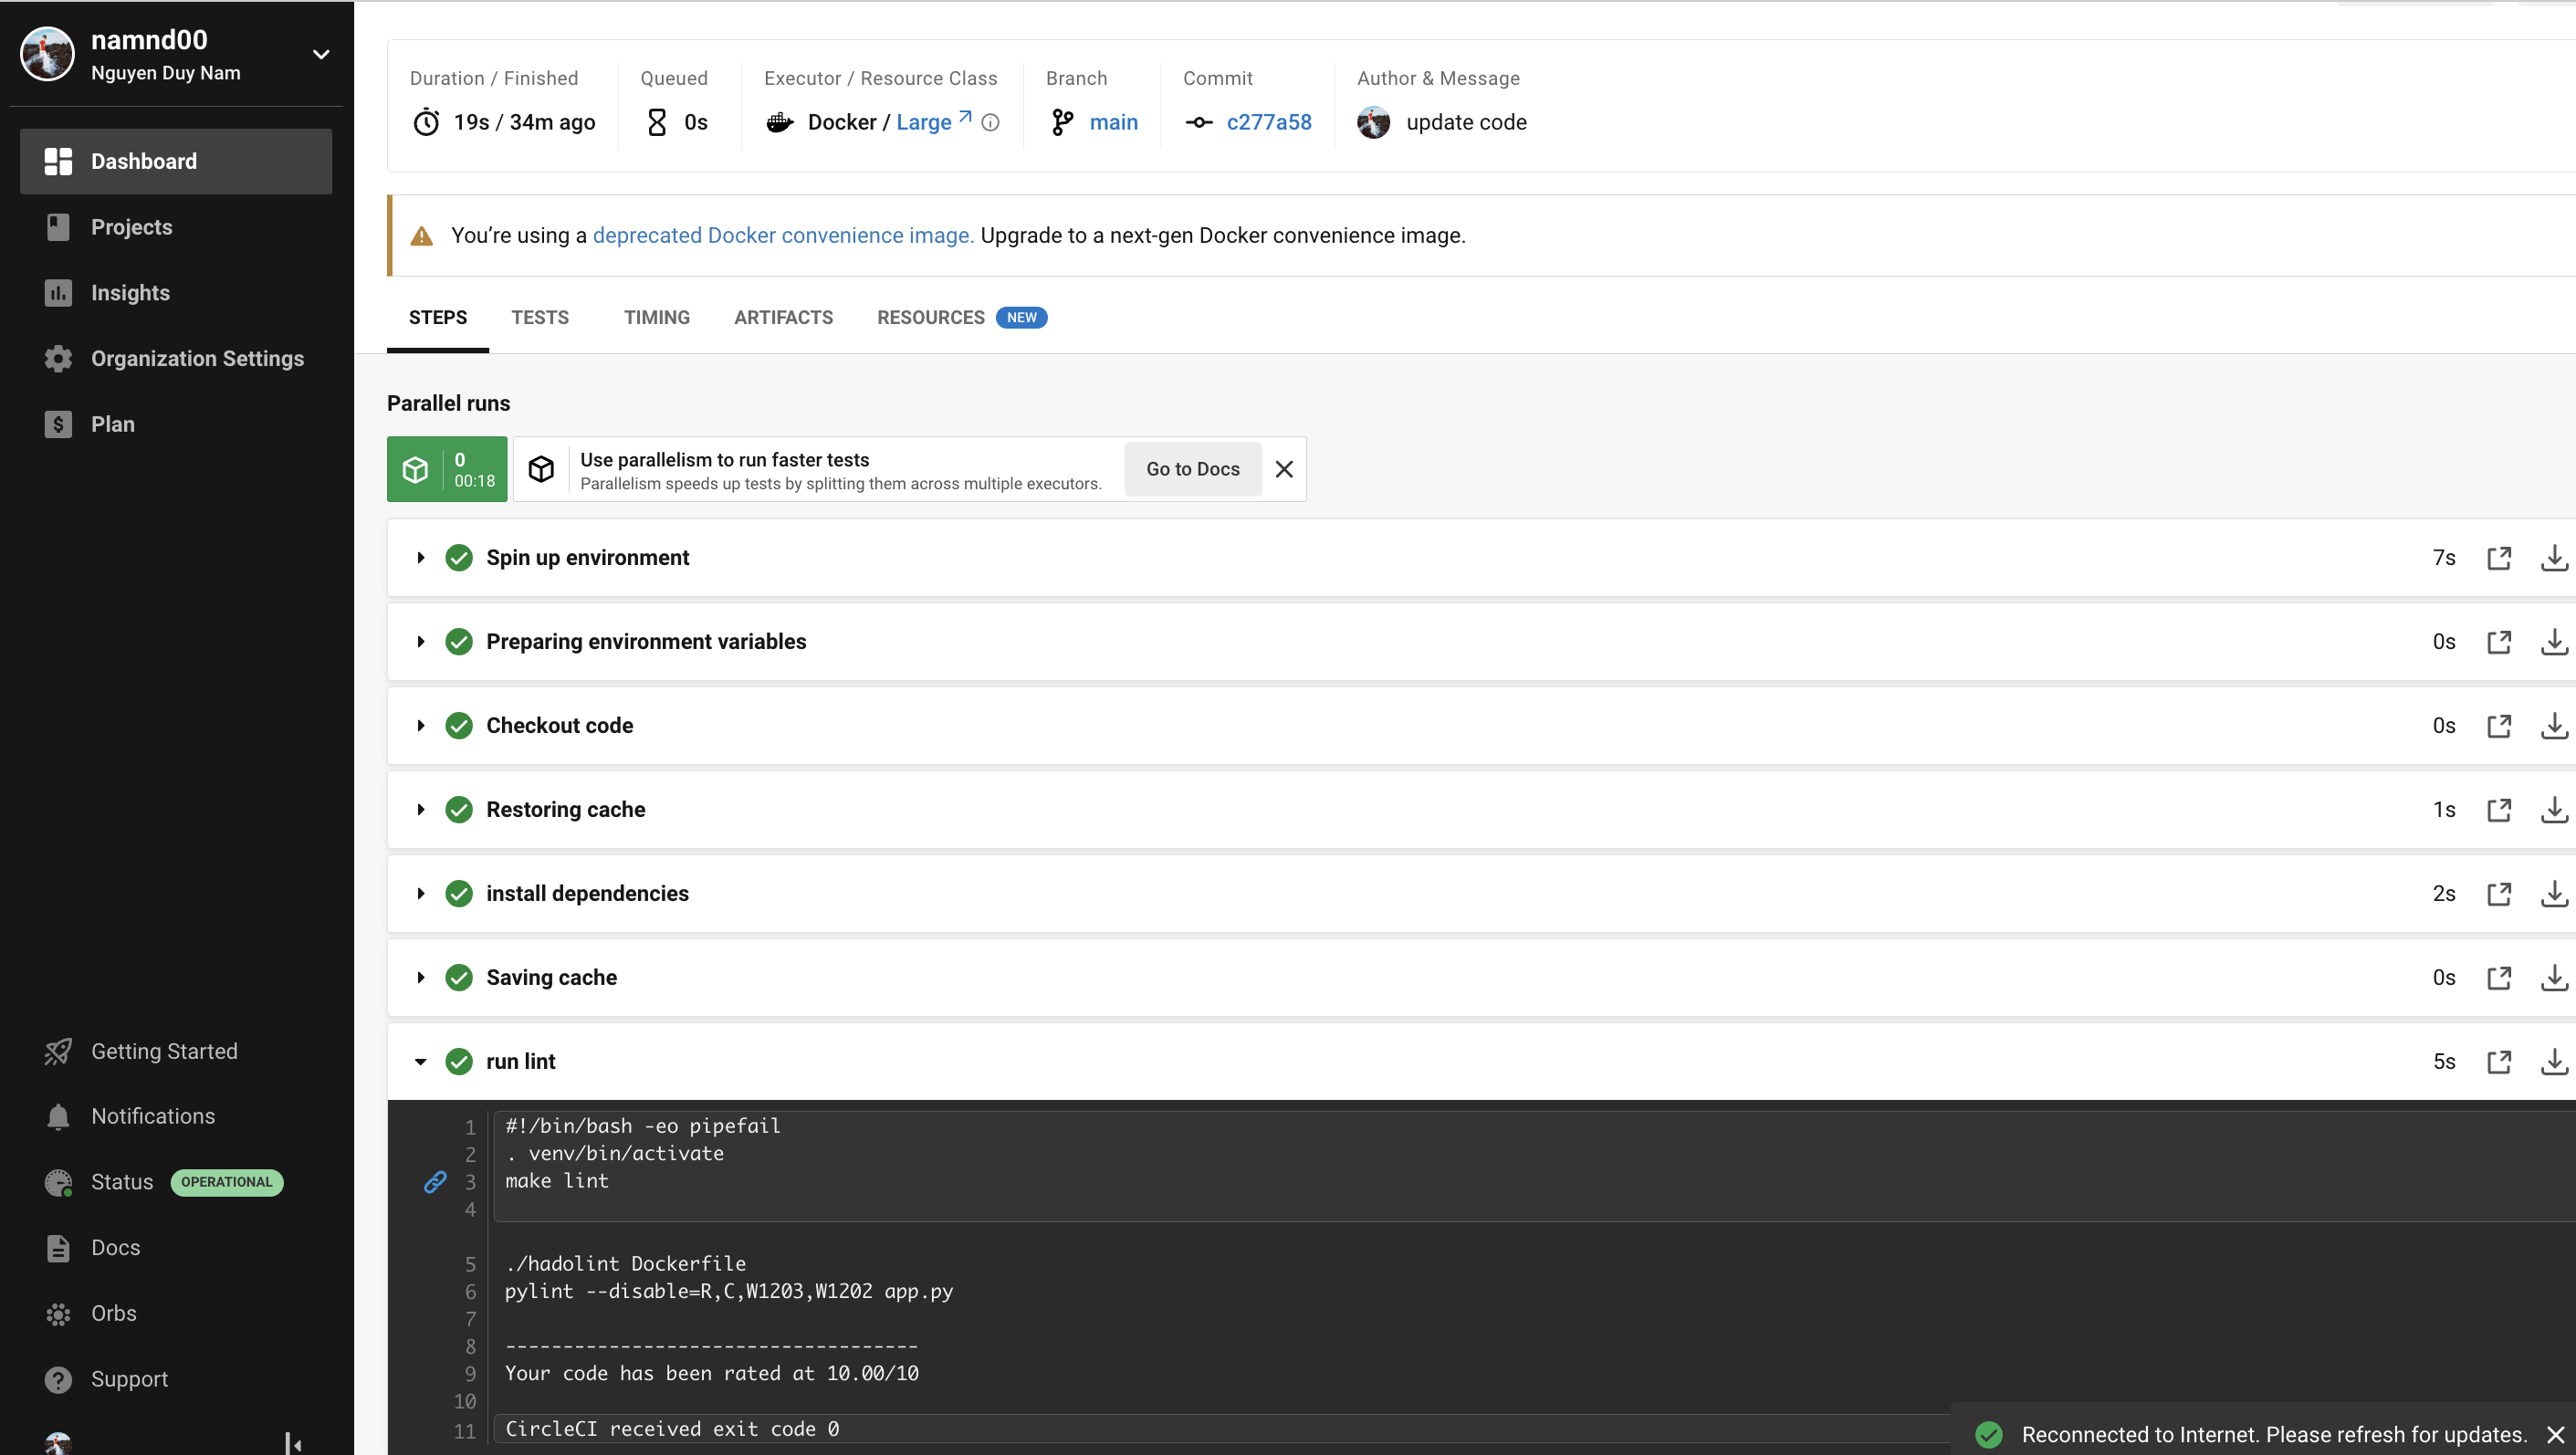 namnd00
Nguyen Duy Nam
Dashboard
Projects
Insights
Organization Settings
Plan
Getting Started
Notifications
Status OPERATIONAL
Docs
Orbs
Support
Duration / Finished
19s / 34m ago
Queued
0s
Executor / Resource Class
Docker / Large
Branch
main
Commit
c277a58
Author & Message
update code
You’re using a deprecated Docker convenience image. Upgrade to a next-gen Docker convenience image.
STEPS TESTS TIMING ARTIFACTS RESOURCES NEW
Parallel runs
0
00:18
Use parallelism to run faster tests
Parallelism speeds up tests by splitting them across multiple executors.
Go to Docs
Spin up environment 7s
Preparing environment variables 0s
Checkout code 0s
Restoring cache 1s
install dependencies 2s
Saving cache 0s
run lint 5s
1 #!/bin/bash -eo pipefail
2 . venv/bin/activate
3 make lint
4
5 ./hadolint Dockerfile
6 pylint --disable=R,C,W1203,W1202 app.py
7
8 ------------------------------------
9 Your code has been rated at 10.00/10
10
11 CircleCI received exit code 0
Reconnected to Internet. Please refresh for updates.